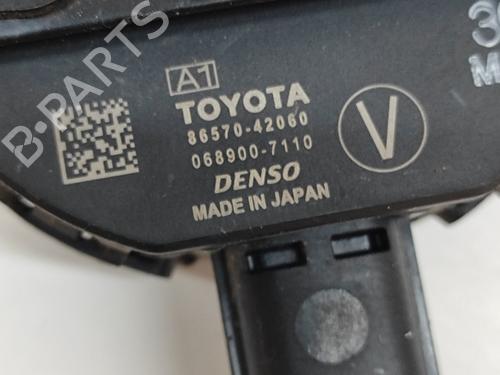 A1
TOYOTA
86570-42060
068900-7110
DENSO
MADE IN JAPAN
V
B-PARTS